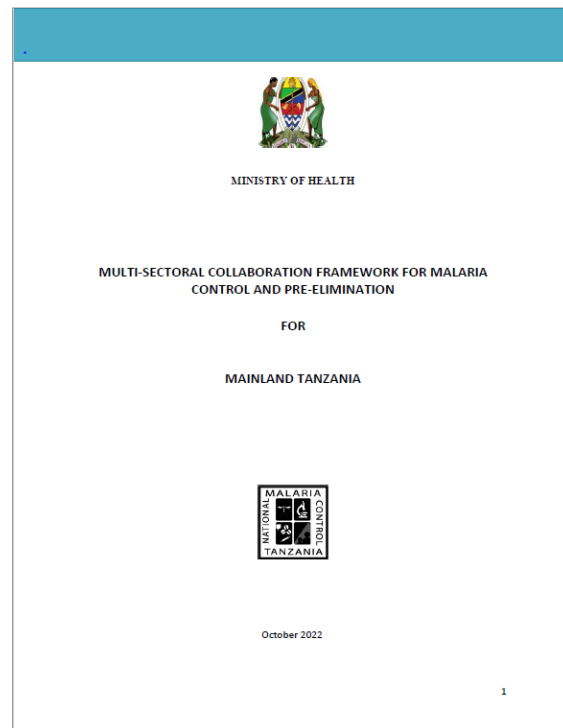 MINISTRY OF HEALTH
MULTI-SECTORAL COLLABORATION FRAMEWORK FOR MALARIA
CONTROL AND PRE-ELIMINATION
FOR
MAINLAND TANZANIA
NATIONAL
MALARIA
CONTROL
TANZANIA
October 2022
1